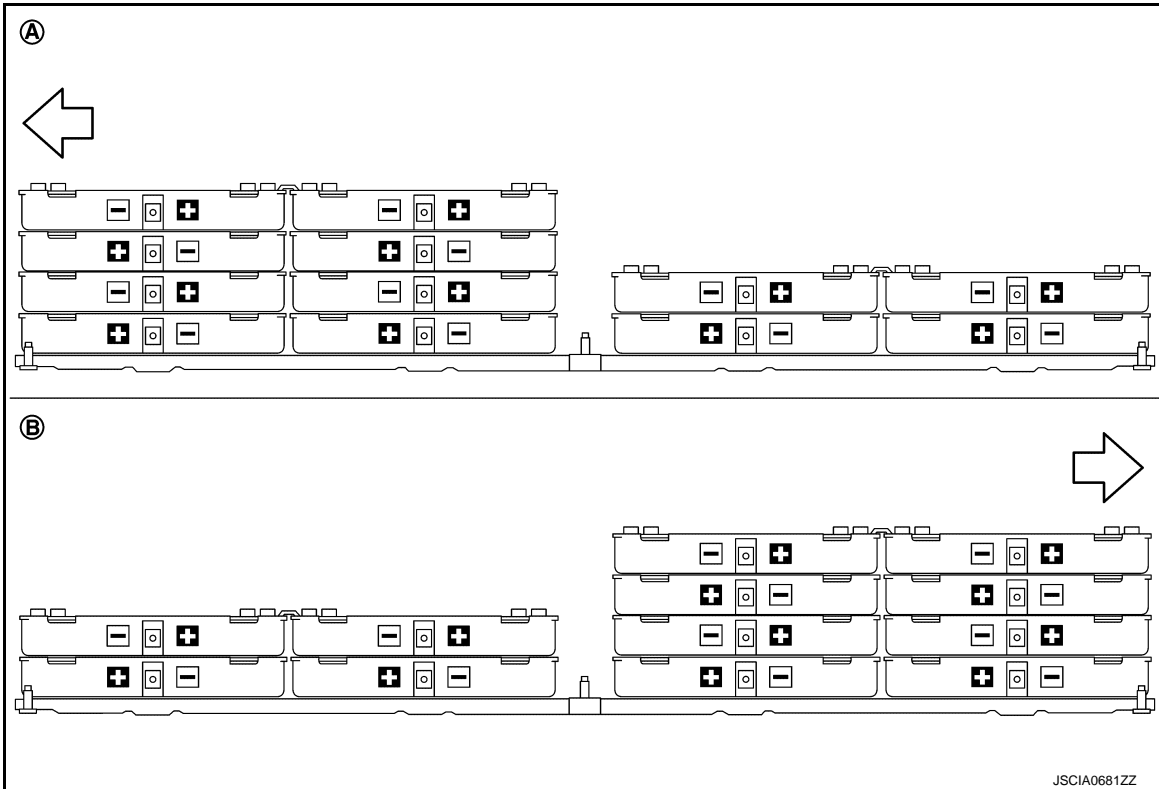 A
− + − +
+ − + −
− + − + − + − +
+ − + − + − + −
B
− + − +
+ − + −
− + − + − + − +
+ − + − + − + −
JSCIA0681ZZ